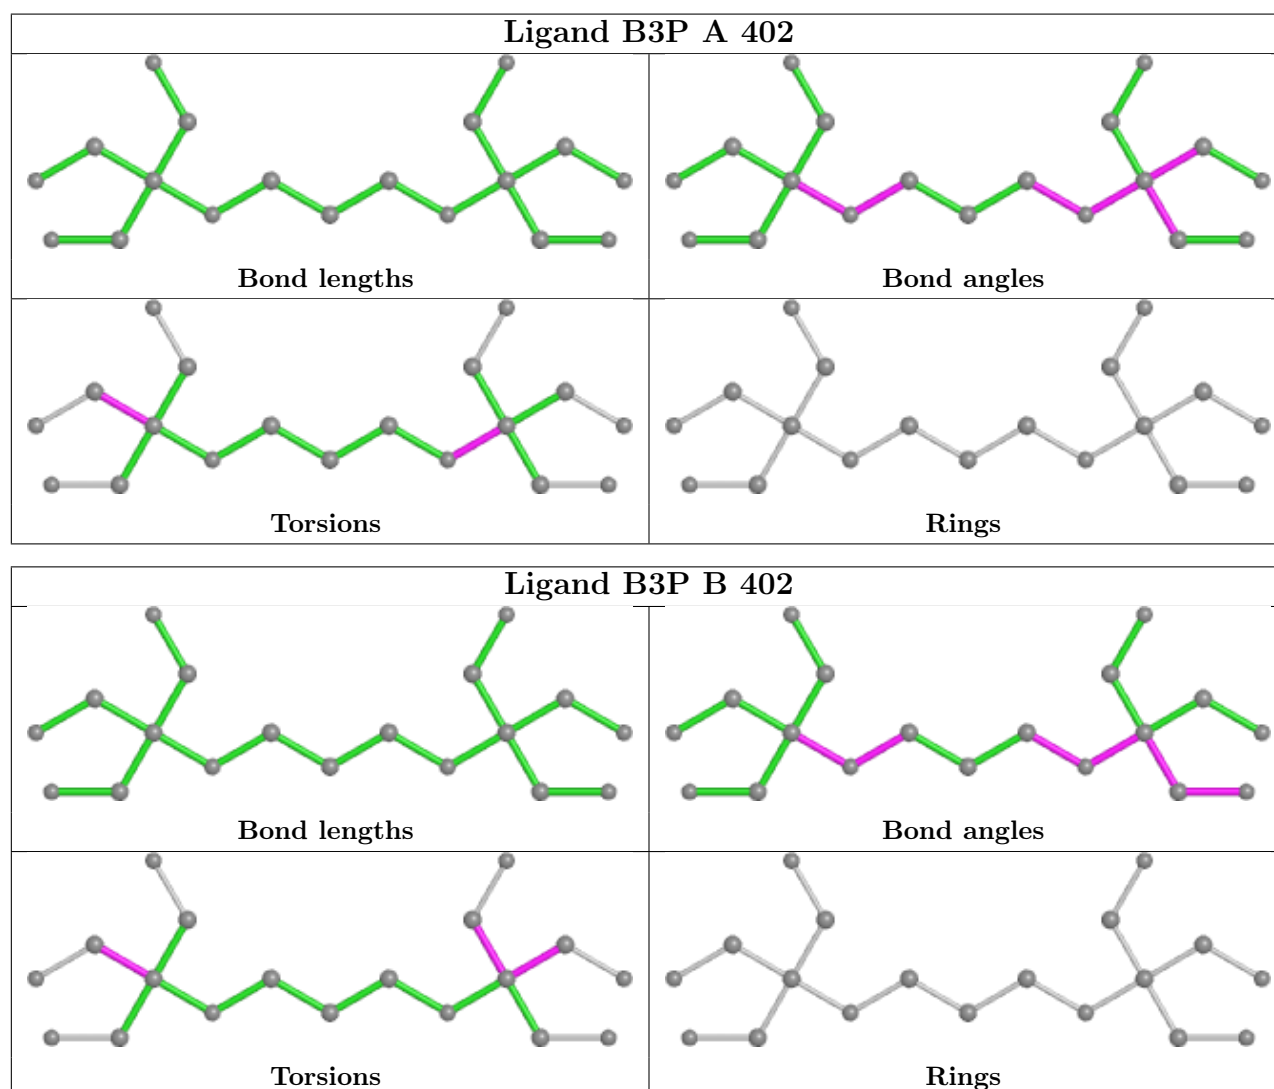 Ligand B3P A 402
Bond lengths
Bond angles
Torsions
Rings
Ligand B3P B 402
Bond lengths
Bond angles
Torsions
Rings